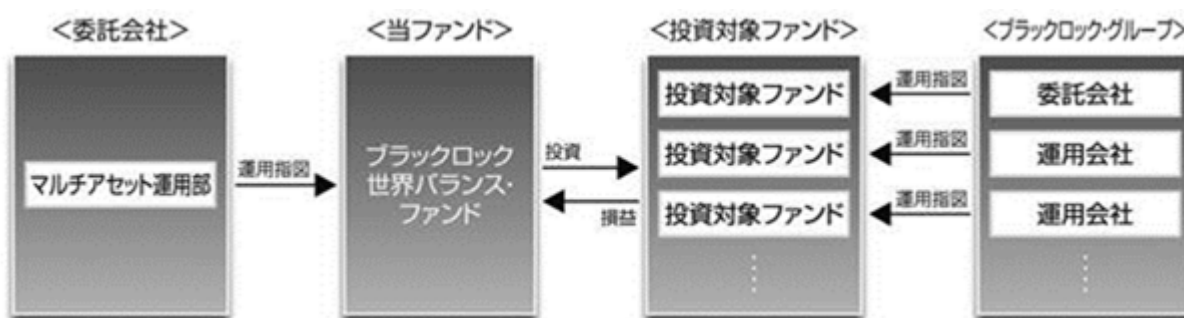 <委託会社>
マルチアセット運用部
運用指図
<当ファンド>
ブラックロック
世界バランス・
ファンド
投資
損益
<投資対象ファンド>
投資対象ファンド
投資対象ファンド
投資対象ファンド
運用指図
運用指図
運用指図
<ブラックロック・グループ>
委託会社
運用会社
運用会社